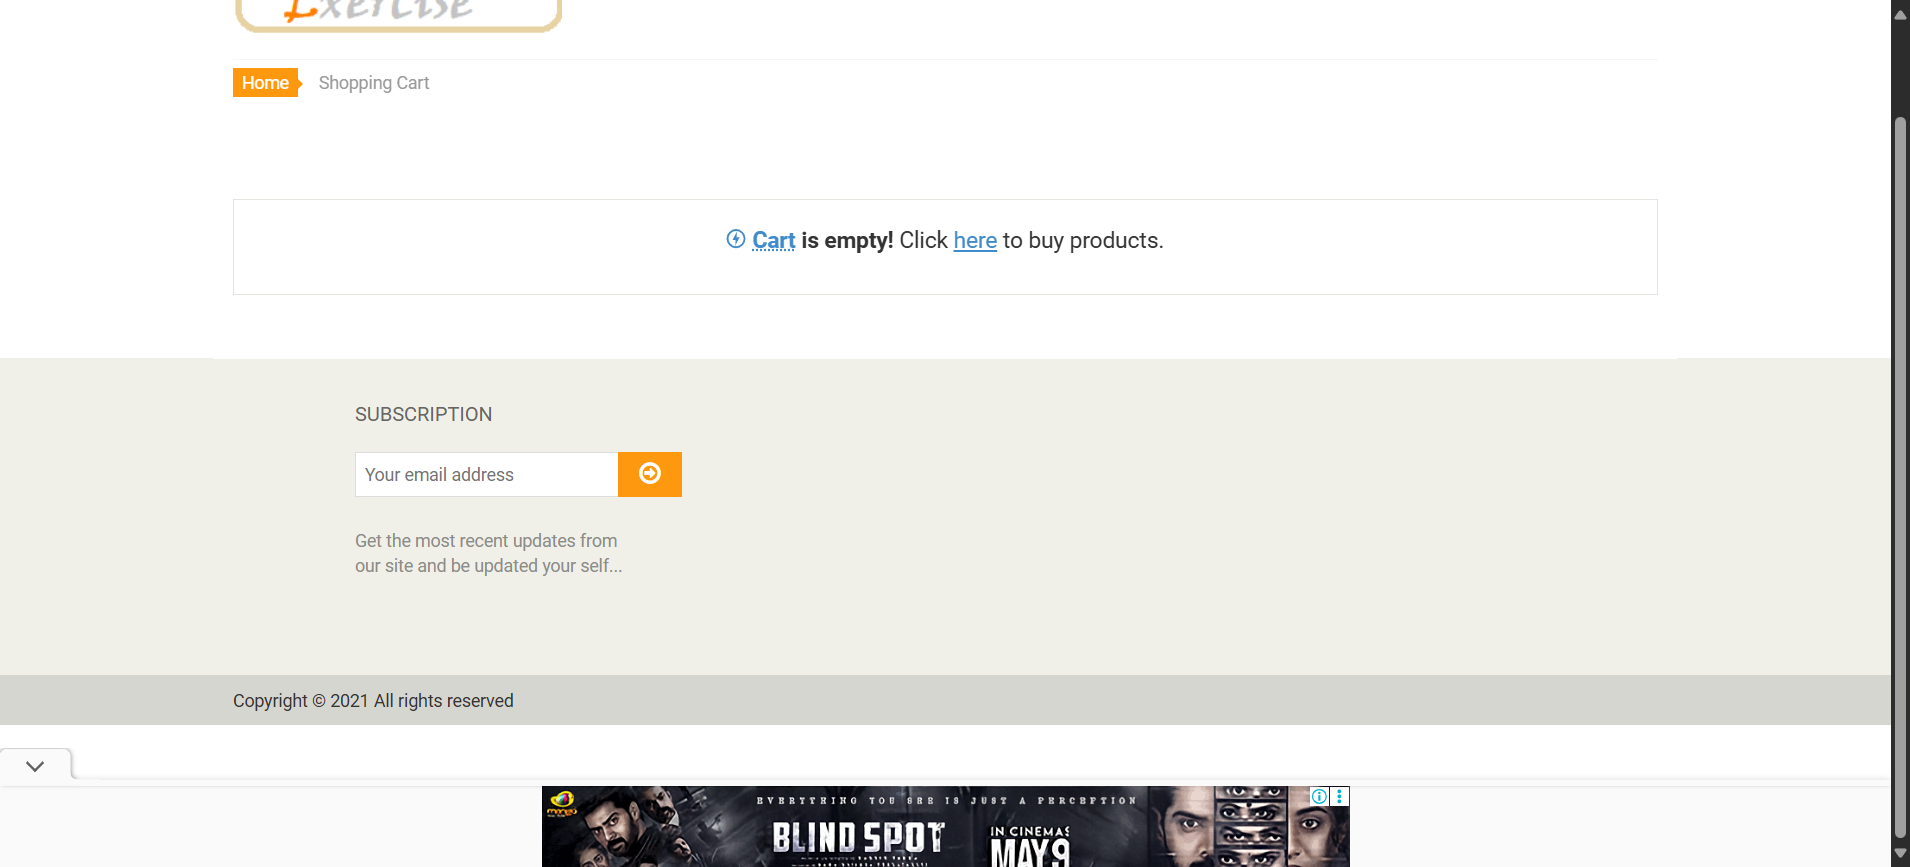 Exercise
Home
Shopping Cart
Cart is empty! Click here to buy products.
SUBSCRIPTION
Your email address
Get the most recent updates from
our site and be updated your self...
Copyright © 2021 All rights reserved
EVERYTHING YOU SEE IS JUST A PERCEPTION
mango
BLIND SPOT
IN CINEMAS
MAY 9